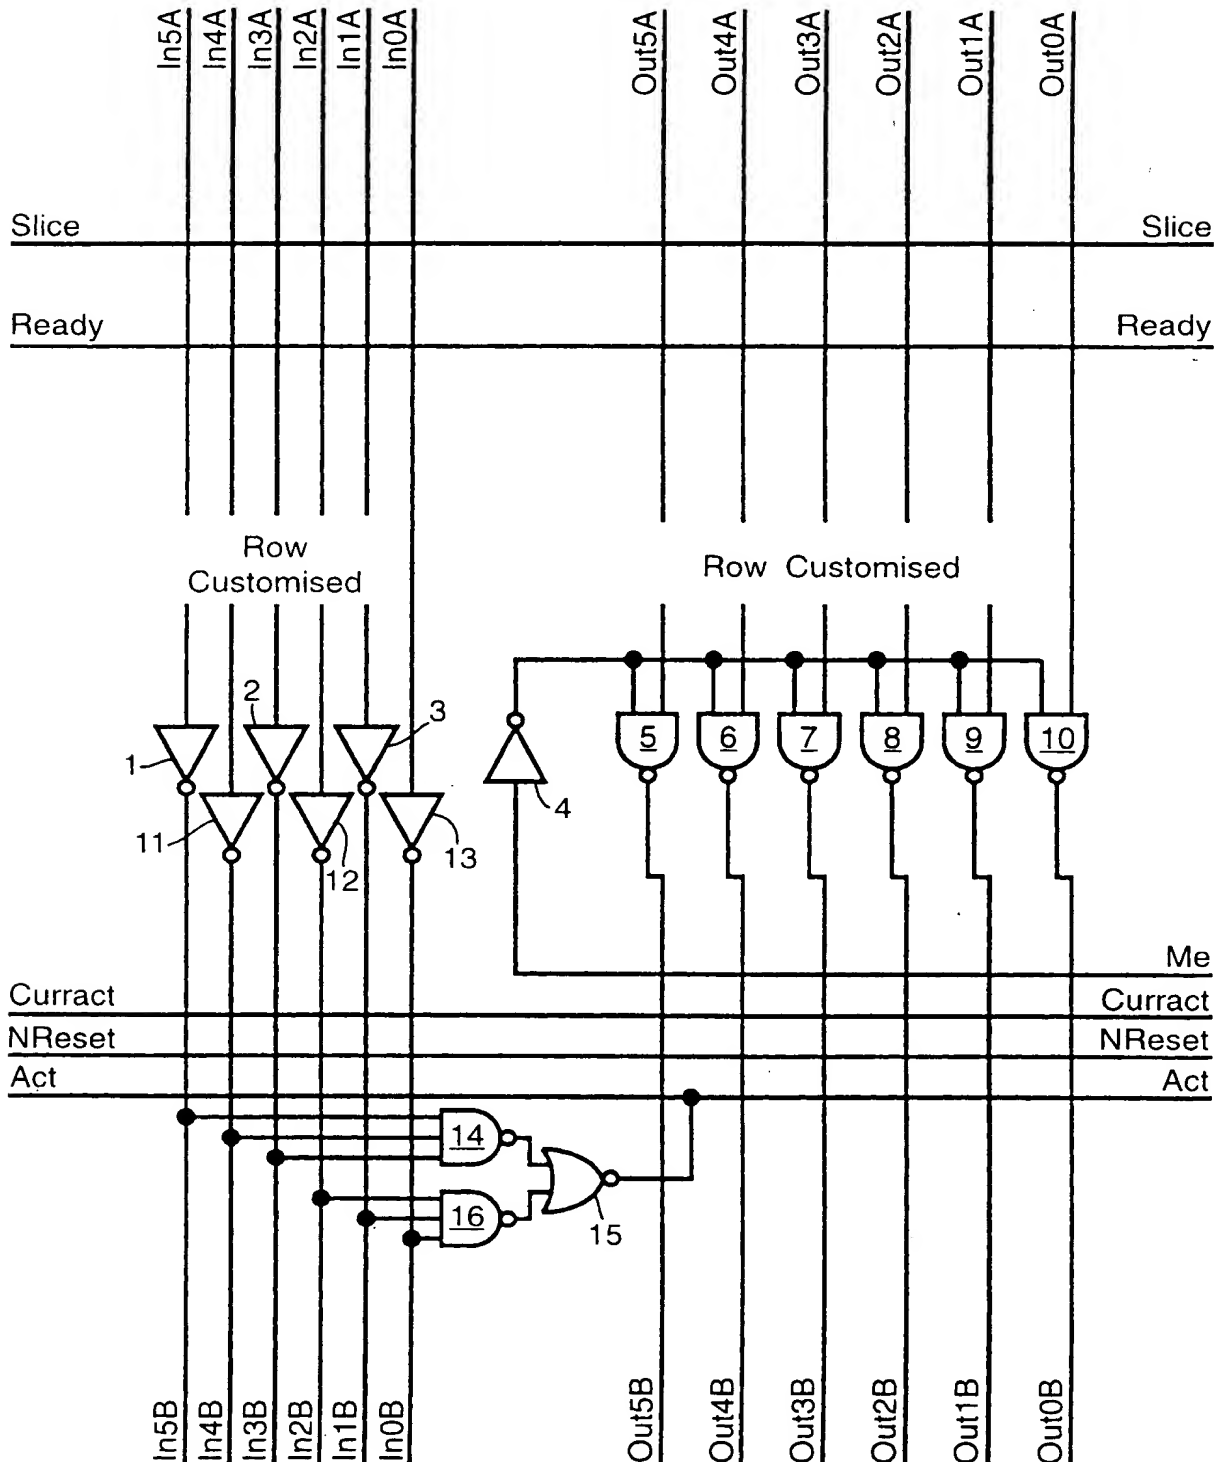 In5A In4A In3A In2A In1A In0A Out5A Out4A Out3A Out2A Out1A Out0A
Slice Slice
Ready Ready
Row
Customised
Row Customised
2 3
1 4 5 6 7 8 9 10
11 12 13
Me
Curract Curract
NReset NReset
Act Act
14
16 15
In5B In4B In3B In2B In1B In0B Out5B Out4B Out3B Out2B Out1B Out0B